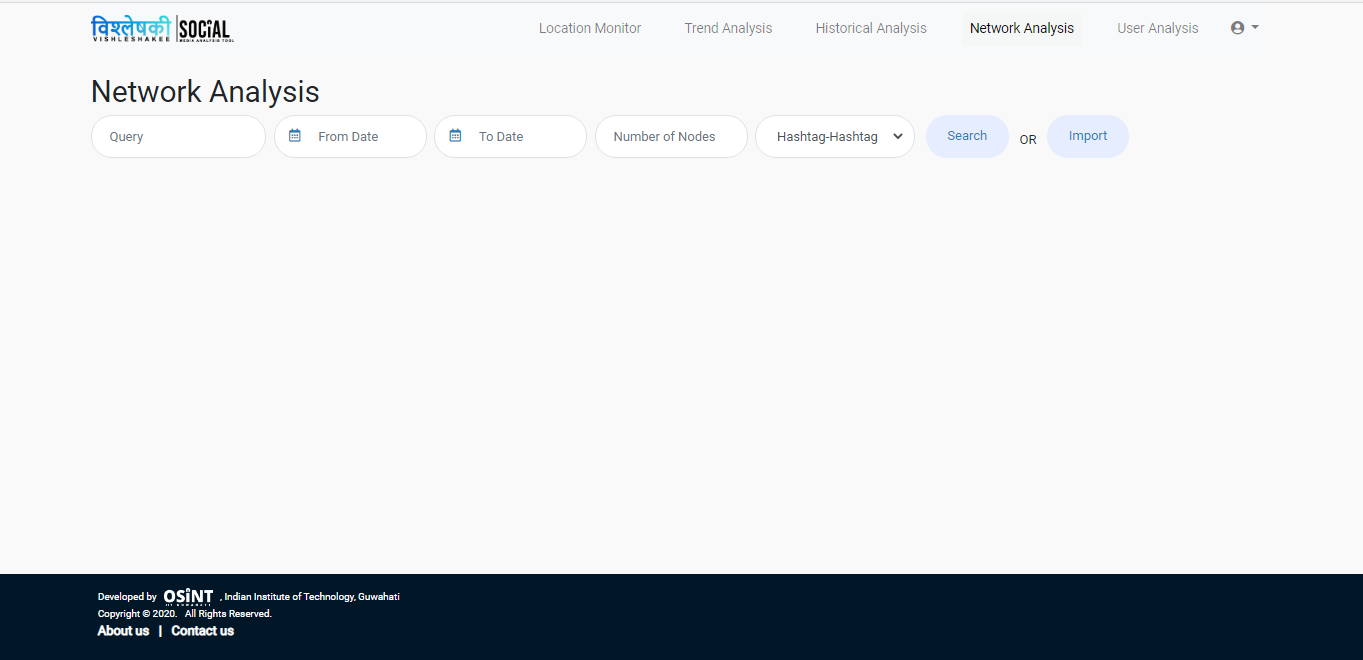 विश्लेषकी SOCIAL
VISHLESHAKEE MEDIA ANALYSIS TOOL
Location Monitor Trend Analysis Historical Analysis Network Analysis User Analysis
Network Analysis
Query From Date To Date Number of Nodes Hashtag-Hashtag Search OR Import
Developed by OSiNT , Indian Institute of Technology, Guwahati
IIT GUWAHATI
Copyright © 2020. All Rights Reserved.
About us | Contact us